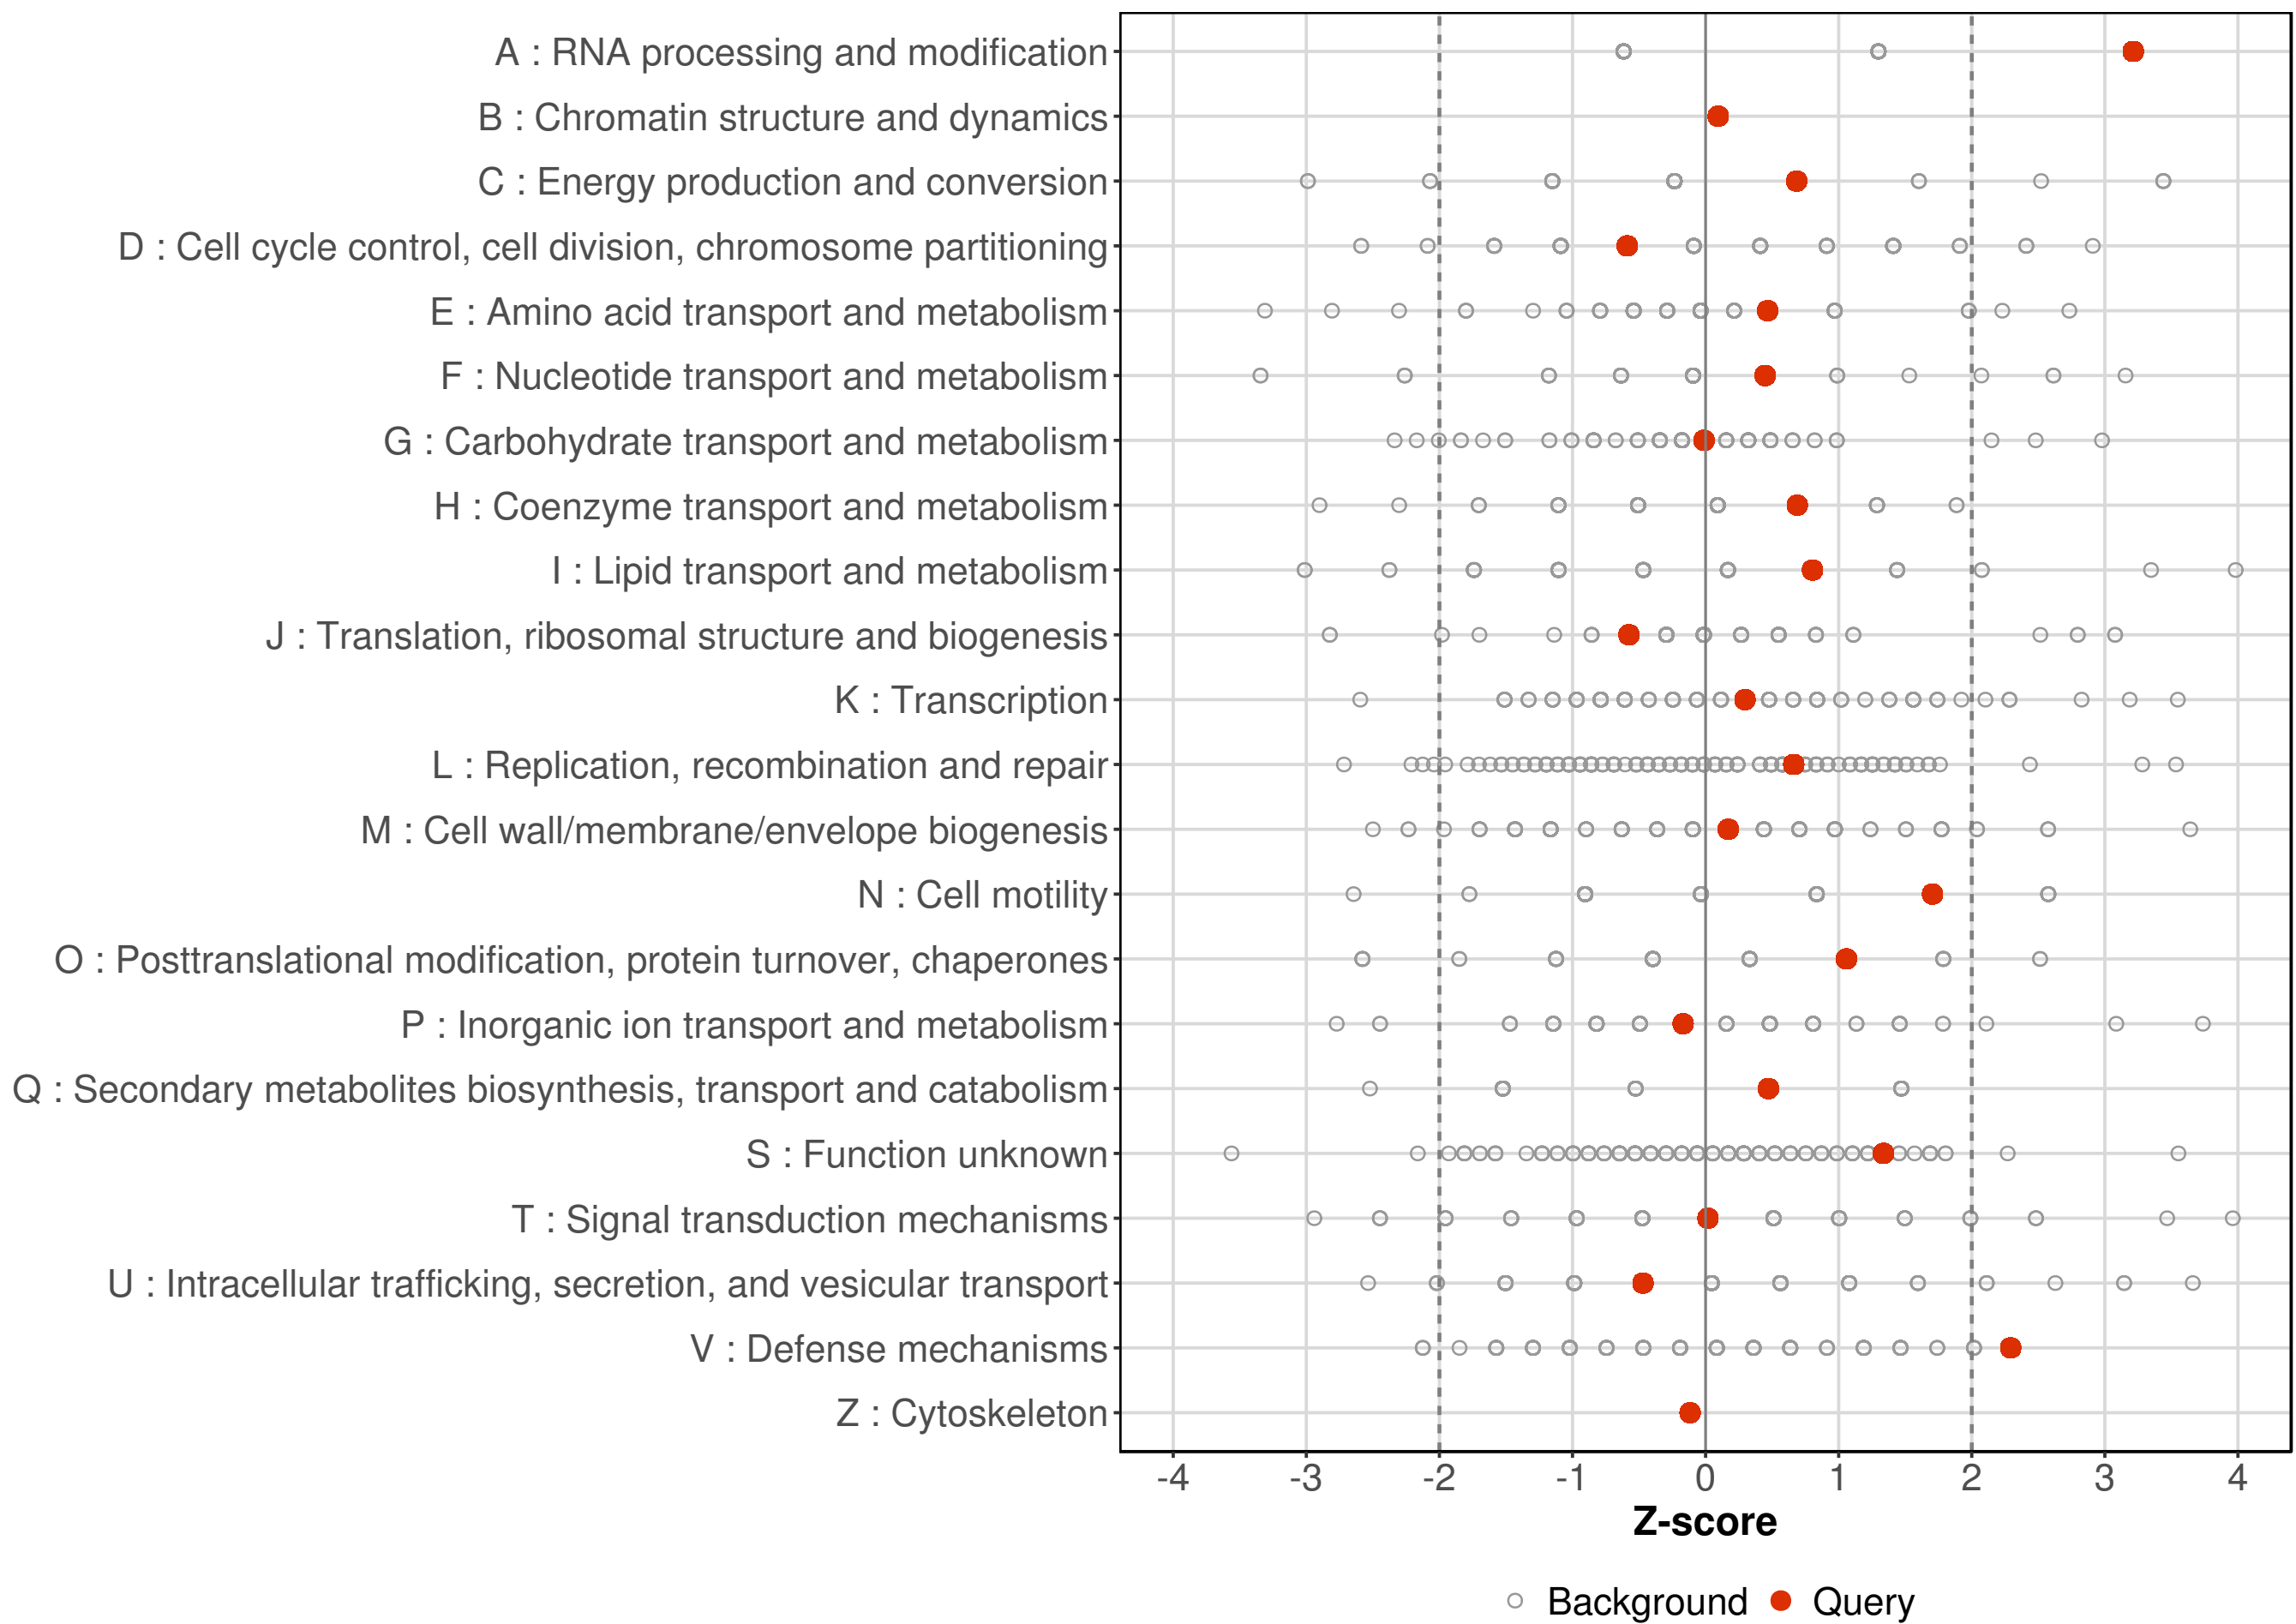 A : RNA processing and modification
B : Chromatin structure and dynamics
C : Energy production and conversion
D : Cell cycle control, cell division, chromosome partitioning
E : Amino acid transport and metabolism
F : Nucleotide transport and metabolism
G : Carbohydrate transport and metabolism
H : Coenzyme transport and metabolism
I : Lipid transport and metabolism
J : Translation, ribosomal structure and biogenesis
K : Transcription
L : Replication, recombination and repair
M : Cell wall/membrane/envelope biogenesis
N : Cell motility
O : Posttranslational modification, protein turnover, chaperones
P : Inorganic ion transport and metabolism
Q : Secondary metabolites biosynthesis, transport and catabolism
S : Function unknown
T : Signal transduction mechanisms
U : Intracellular trafficking, secretion, and vesicular transport
V : Defense mechanisms
Z : Cytoskeleton
-4 -3 -2 -1 0 1 2 3 4
Z-score
Background Query